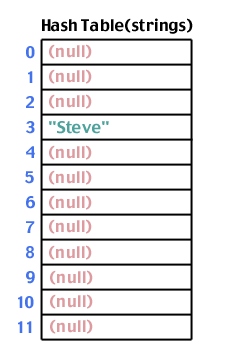 Hash Table(strings)
0 (null)
1 (null)
2 (null)
3 "Steve"
4 (null)
5 (null)
6 (null)
7 (null)
8 (null)
9 (null)
10 (null)
11 (null)